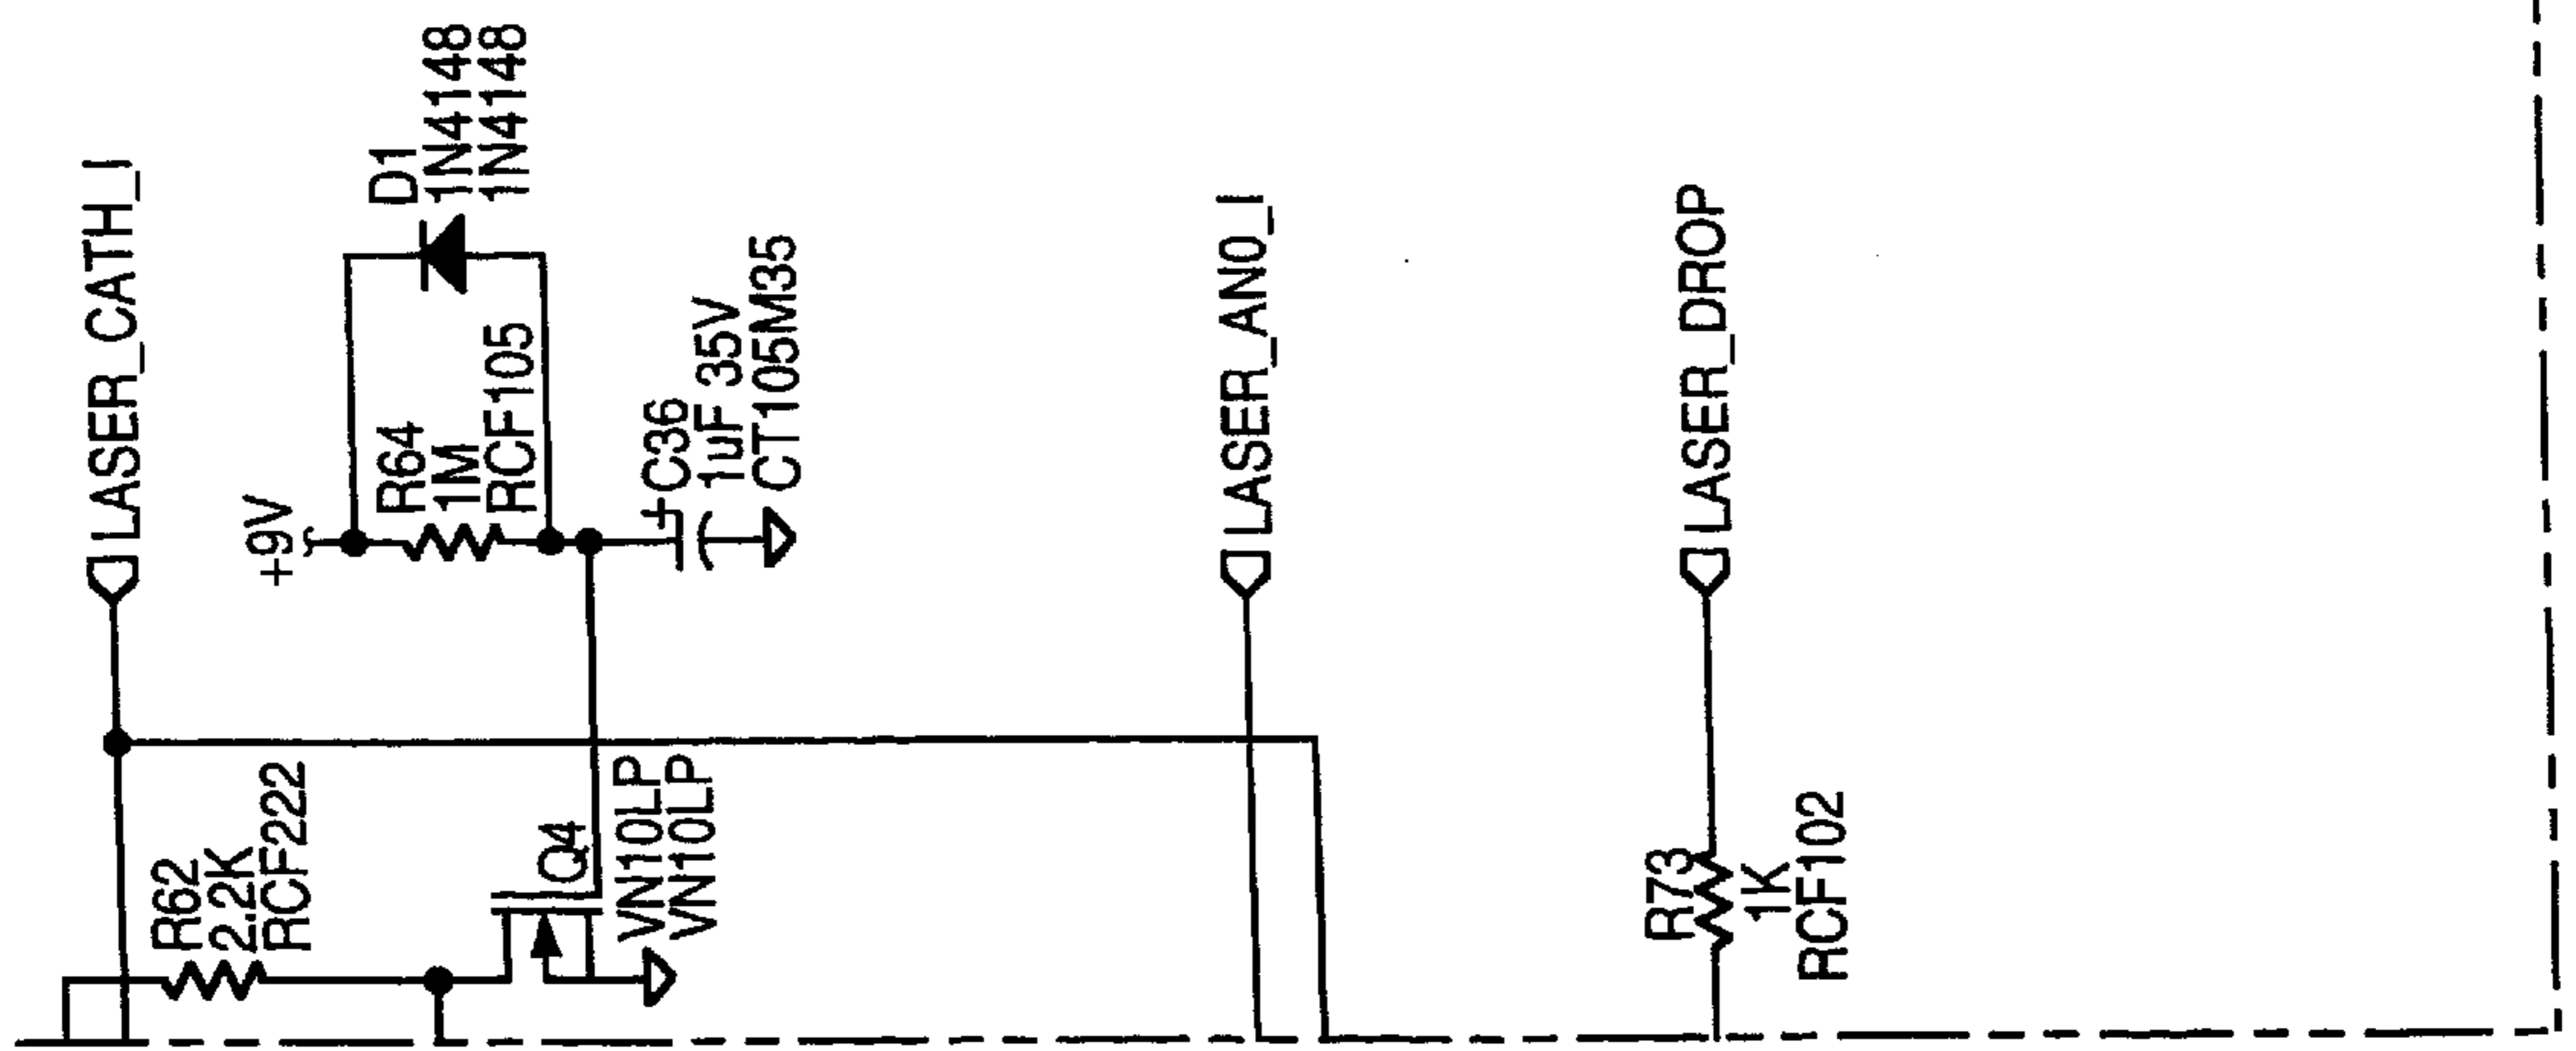 LASER_CATH_I
+9V
D1
1N4148
1N4148
R64
1M
RCF105
C36
1uF 35V
CT105M35
+
R62
2.2K
RCF222
Q4
VN10LP
VN10LP
LASER_AN0_I
LASER_DROP
R73
1K
RCF102